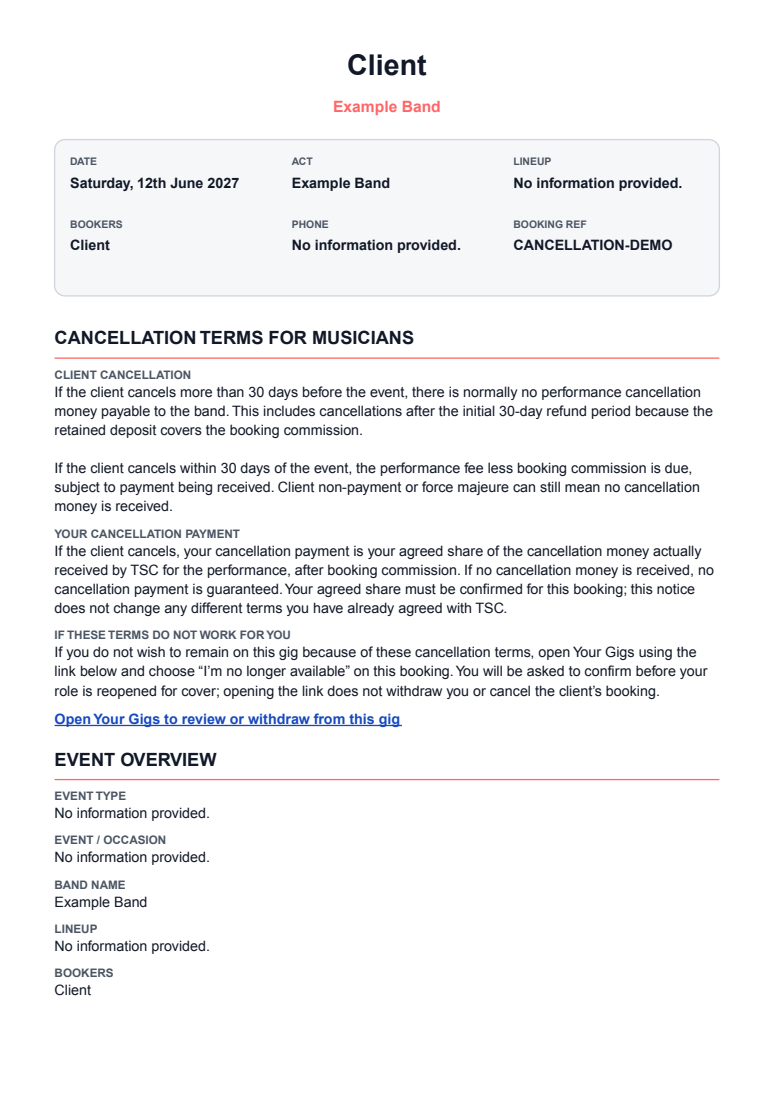 Client
Example Band
DATE
ACT
LINEUP
Saturday, 12th June 2027
Example Band
No information provided.
BOOKERS
PHONE
BOOKING REF
Client
No information provided.
CANCELLATION-DEMO
CANCELLATION TERMS FOR MUSICIANS
CLIENT CANCELLATION
If the client cancels more than 30 days before the event, there is normally no performance cancellation
money payable to the band. This includes cancellations after the initial 30-day refund period because the
retained deposit covers the booking commission.
If the client cancels within 30 days of the event, the performance fee less booking commission is due,
subject to payment being received. Client non-payment or force majeure can still mean no cancellation
money is received.
YOUR CANCELLATION PAYMENT
If the client cancels, your cancellation payment is your agreed share of the cancellation money actually
received by TSC for the performance, after booking commission. If no cancellation money is received, no
cancellation payment is guaranteed. Your agreed share must be confirmed for this booking; this notice
does not change any different terms you have already agreed with TSC.
IF THESE TERMS DO NOT WORK FOR YOU
If you do not wish to remain on this gig because of these cancellation terms, open Your Gigs using the
link below and choose “I’m no longer available” on this booking. You will be asked to confirm before your
role is reopened for cover; opening the link does not withdraw you or cancel the client’s booking.
Open Your Gigs to review or withdraw from this gig
EVENT OVERVIEW
EVENT TYPE
No information provided.
EVENT / OCCASION
No information provided.
BAND NAME
Example Band
LINEUP
No information provided.
BOOKERS
Client